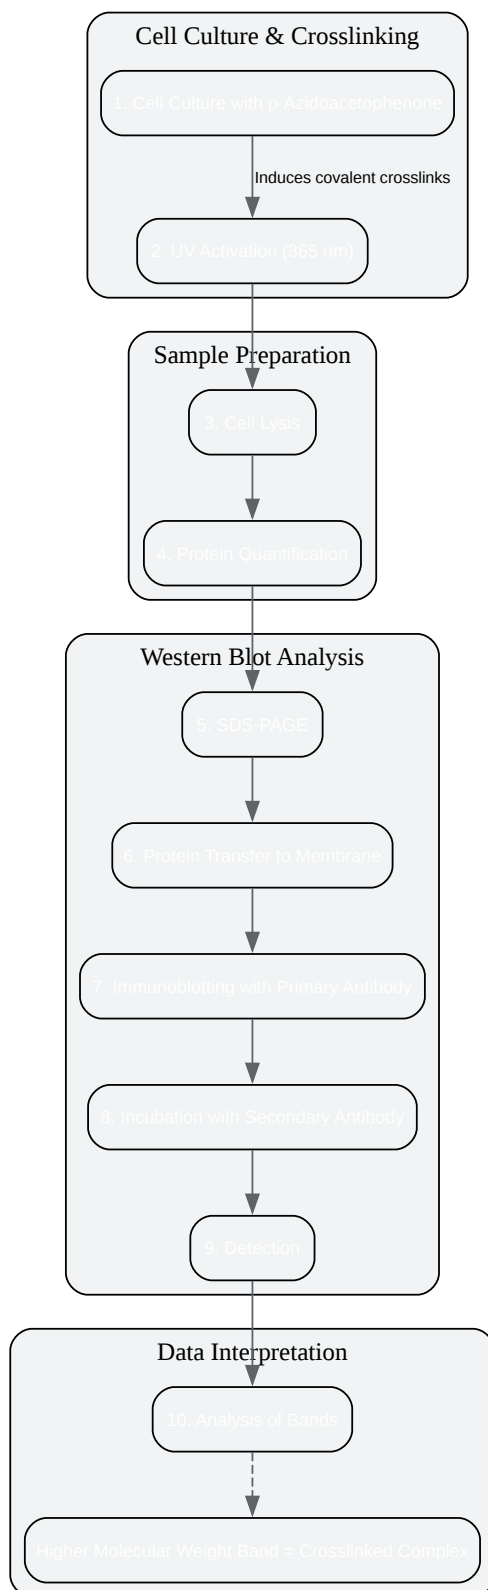 Cell Culture & Crosslinking
1. Cell Culture with p-Azidoacetophenone
Induces covalent crosslinks
2. UV Activation (365 nm)
Sample Preparation
3. Cell Lysis
4. Protein Quantification
Western Blot Analysis
5. SDS-PAGE
6. Protein Transfer to Membrane
7. Immunoblotting with Primary Antibody
8. Incubation with Secondary Antibody
9. Detection
Data Interpretation
10. Analysis of Bands
Higher Molecular Weight Band = Crosslinked Complex